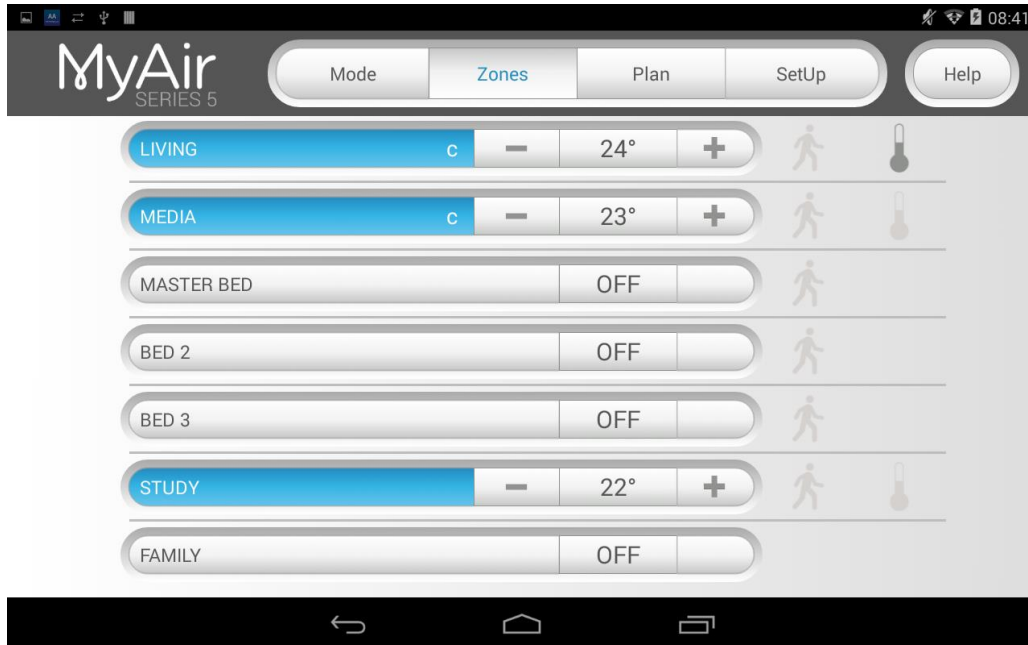 08:41
MyAir
SERIES 5
Mode Zones Plan SetUp Help
LIVING c 24°
MEDIA c 23°
MASTER BED OFF
BED 2 OFF
BED 3 OFF
STUDY 22°
FAMILY OFF